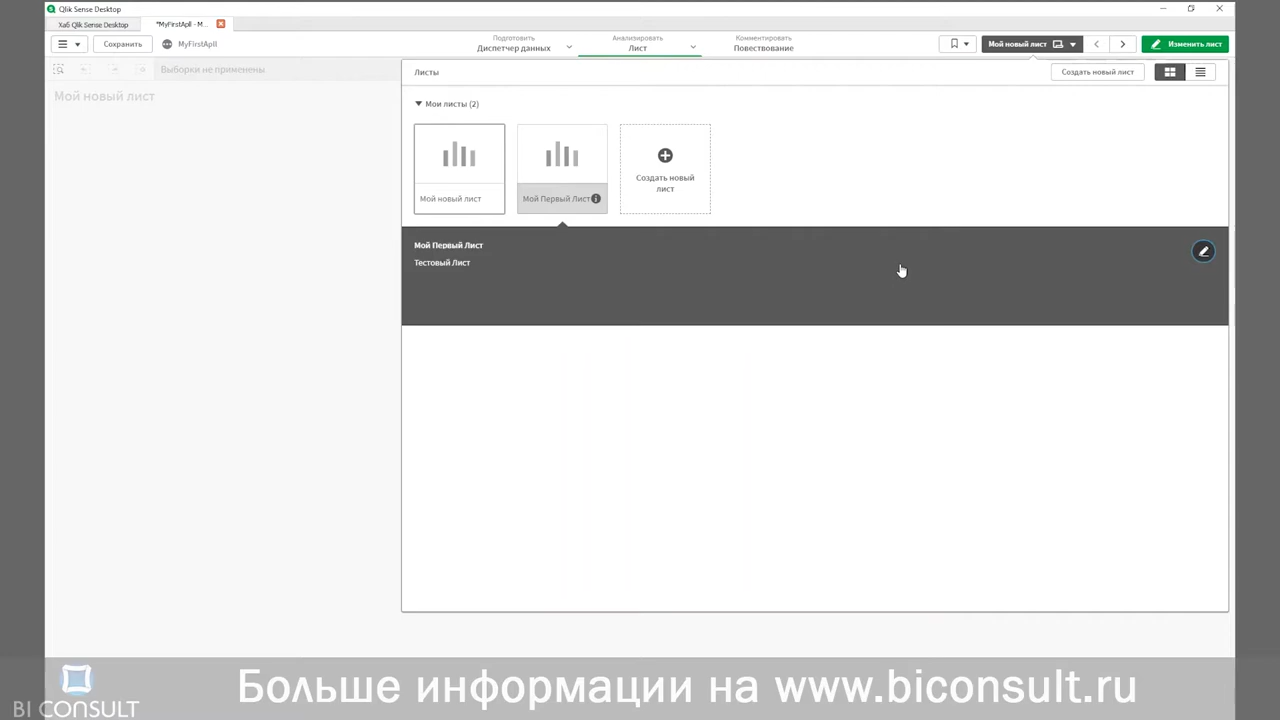 Qlik Sense Desktop
Хаб Qlik Sense Desktop
*MyFirstApll - M...
Сохранить
MyFirstApll
Подготовить
Диспетчер данных
Анализировать
Лист
Комментировать
Повествование
Мой новый лист
Изменить лист
Выборки не применены
Мой новый лист
Листы
Создать новый лист
Мои листы (2)
Мой новый лист
Мой Первый Лист
Создать новый
лист
Мой Первый Лист
Тестовый Лист
BI CONSULT
Больше информации на www.biconsult.ru